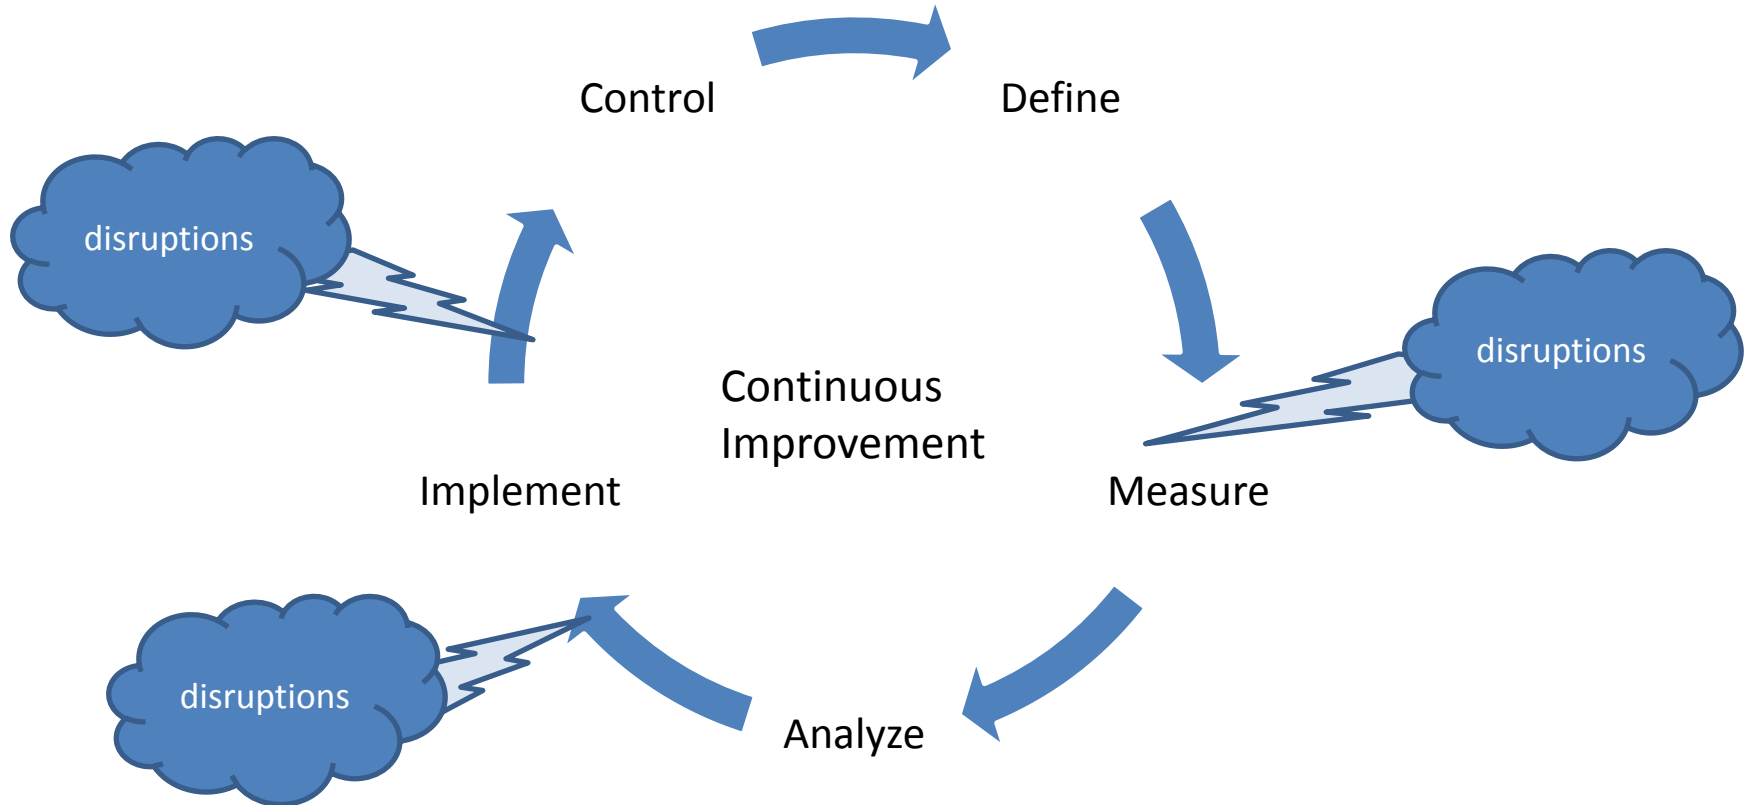 Control
Define
disruptions
disruptions
Continuous
Improvement
Implement
Measure
disruptions
Analyze